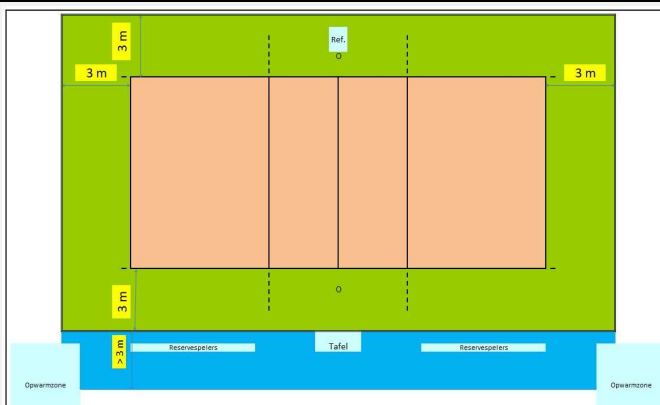 3 m
Ref.
O
3 m
3 m
3 m
O
> 3 m
Reservespelers
Tafel
Reservespelers
Opwarmzone
Opwarmzone